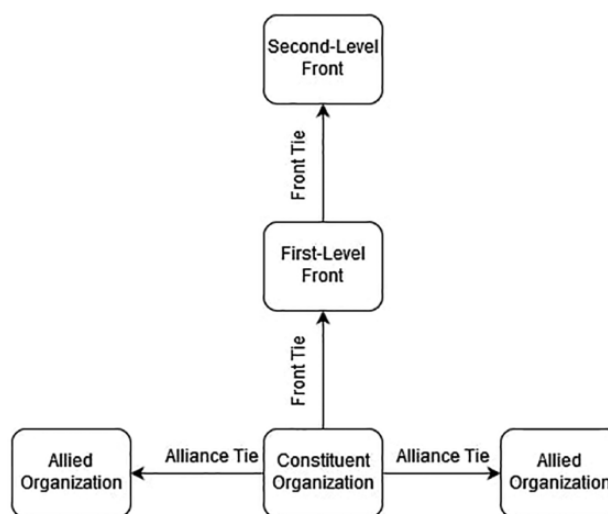 Second-Level
Front
Front Tie
First-Level
Front
Front Tie
Allied
Organization
Alliance Tie
Constituent
Organization
Alliance Tie
Allied
Organization